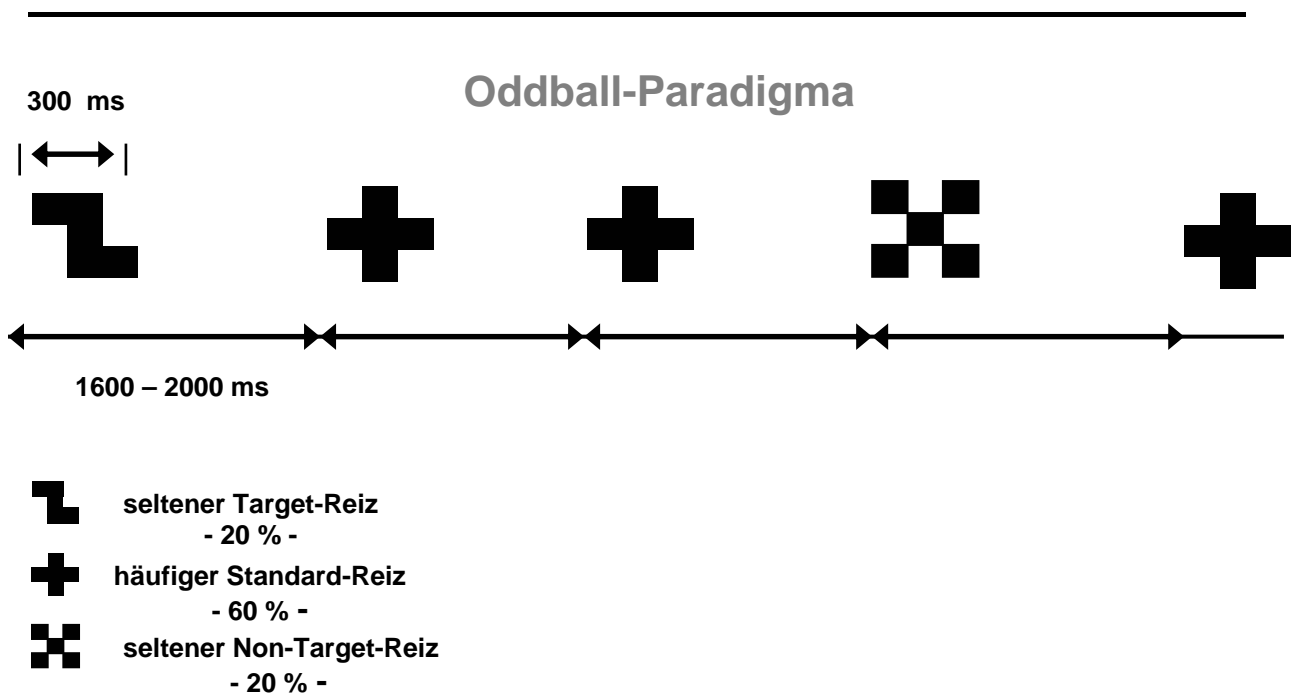 Oddball-Paradigma
300 ms
1600 – 2000 ms
seltener Target-Reiz
- 20 % -
häufiger Standard-Reiz
- 60 % -
seltener Non-Target-Reiz
- 20 % -